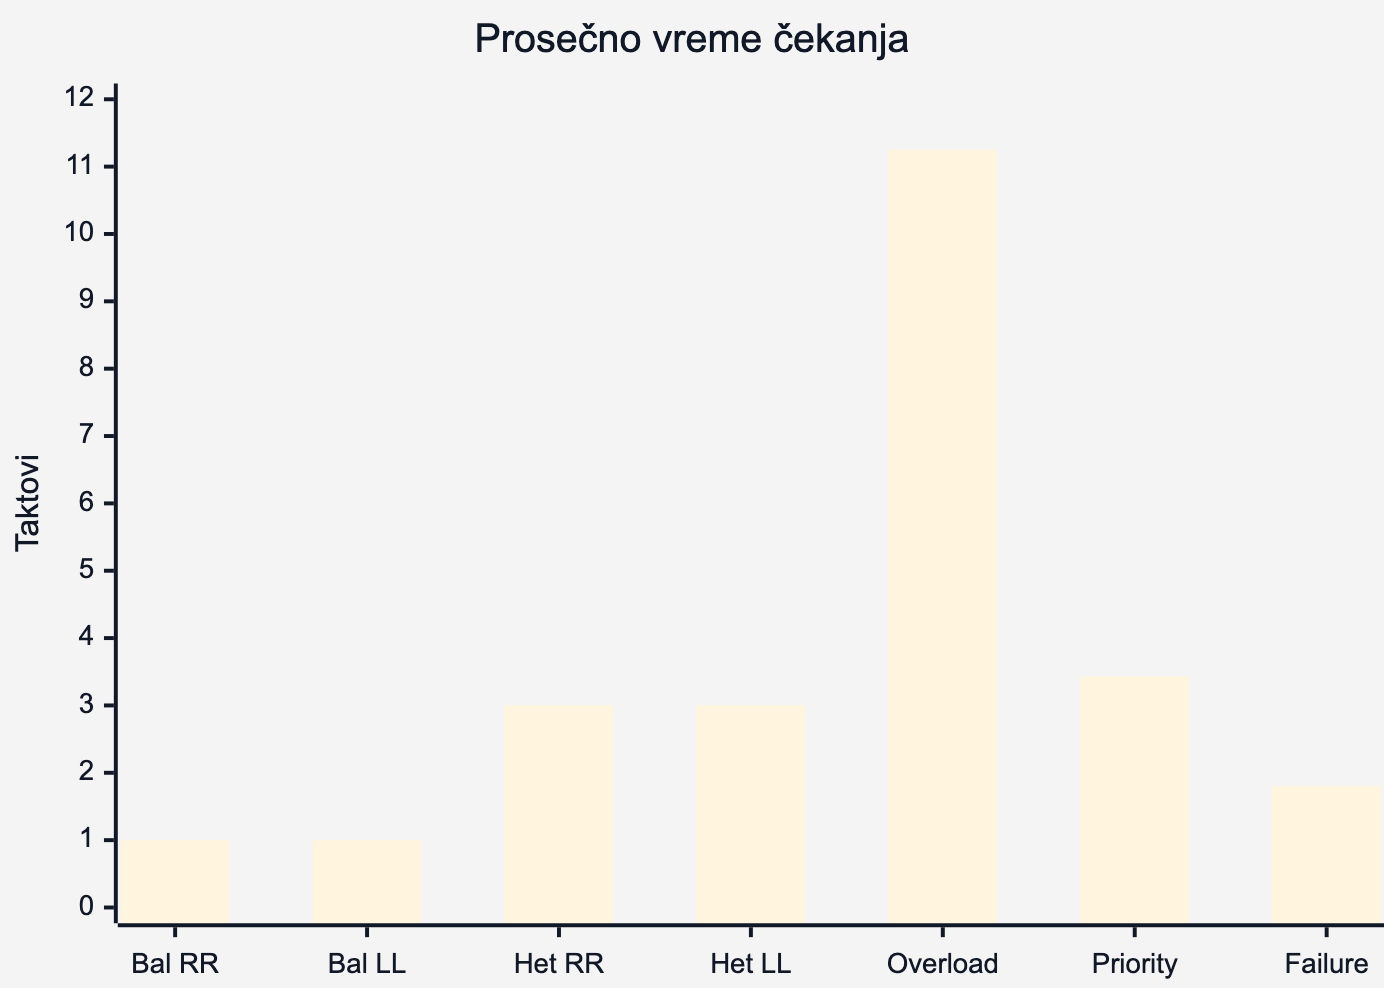 Prosečno vreme čekanja
12
11
10
9
8
7
6
5
4
3
2
1
0
Taktovi
Bal RR
Bal LL
Het RR
Het LL
Overload
Priority
Failure